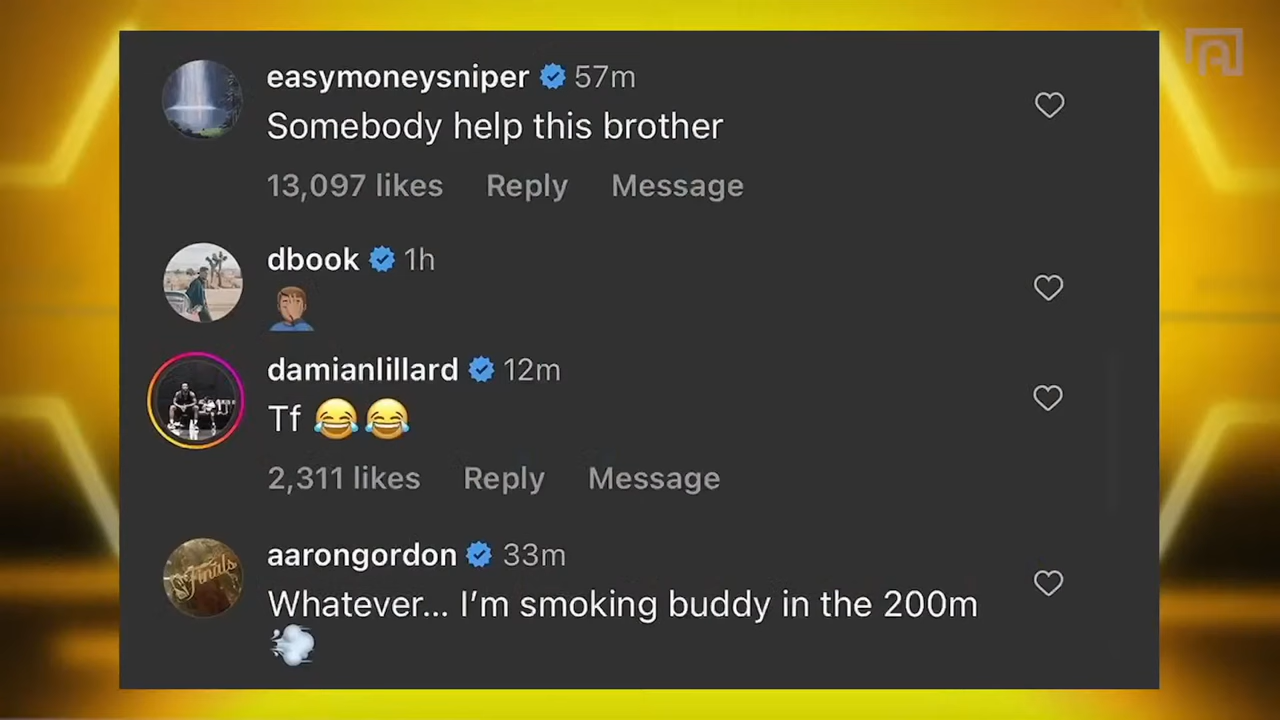 easymoneysniper 57m
Somebody help this brother
13,097 likes Reply Message
dbook 1h
🤦🏽‍♂️
damianlillard 12m
Tf 😂😂
2,311 likes Reply Message
Finals
aarongordon 33m
Whatever... I'm smoking buddy in the 200m
💨